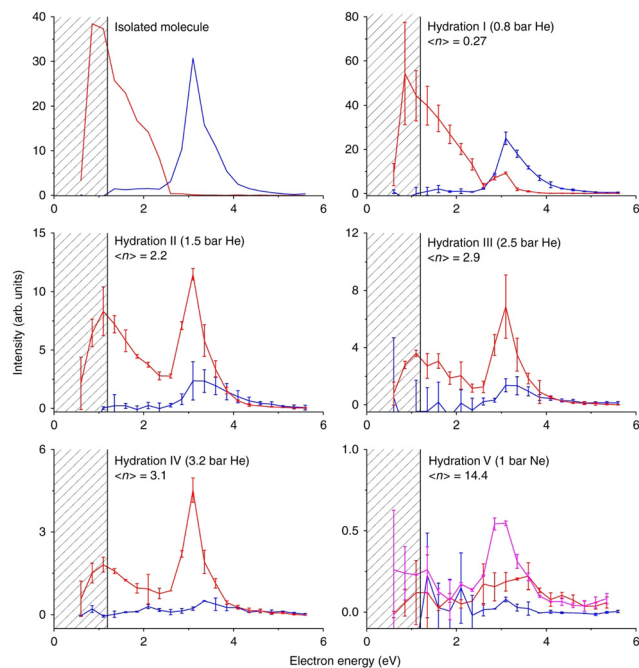 Isolated molecule
40
30
20
10
0
0 2 4 6
Hydration I (0.8 bar He)
<n> = 0.27
80
60
40
20
0
0 2 4 6
Intensity (arb. units)
Hydration II (1.5 bar He)
<n> = 2.2
15
10
5
0
0 2 4 6
Hydration III (2.5 bar He)
<n> = 2.9
12
8
4
0
0 2 4 6
Hydration IV (3.2 bar He)
<n> = 3.1
6
3
0
0 2 4 6
Hydration V (1 bar Ne)
<n> = 14.4
1.0
0.5
0.0
0 2 4 6
Electron energy (eV)